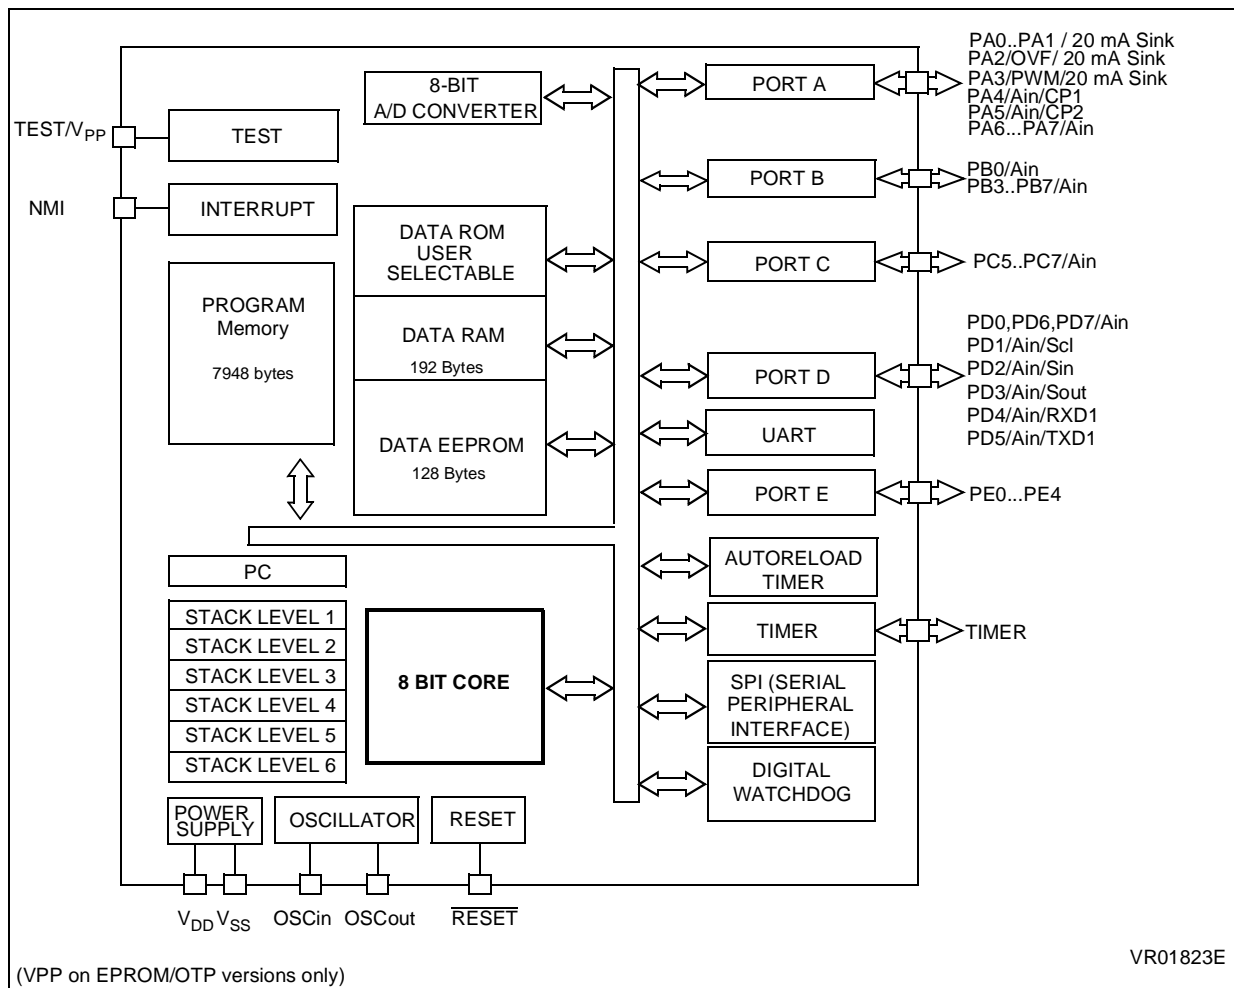 PA0..PA1 / 20 mA Sink
PA2/OVF/ 20 mA Sink
PA3/PWM/20 mA Sink
PA4/Ain/CP1
PA5/Ain/CP2
PA6...PA7/Ain
8-BIT
A/D CONVERTER
PORT A
TEST/VPP
TEST
PORT B
PB0/Ain
PB3..PB7/Ain
NMI
INTERRUPT
DATA ROM
USER
SELECTABLE
PORT C
PC5..PC7/Ain
PROGRAM
Memory
7948 bytes
DATA RAM
192 Bytes
PORT D
PD0,PD6,PD7/Ain
PD1/Ain/Scl
PD2/Ain/Sin
PD3/Ain/Sout
PD4/Ain/RXD1
PD5/Ain/TXD1
UART
DATA EEPROM
128 Bytes
PORT E
PE0...PE4
PC
AUTORELOAD
TIMER
STACK LEVEL 1
STACK LEVEL 2
STACK LEVEL 3
STACK LEVEL 4
STACK LEVEL 5
STACK LEVEL 6
8 BIT CORE
TIMER
TIMER
SPI (SERIAL
PERIPHERAL
INTERFACE)
DIGITAL
WATCHDOG
POWER
SUPPLY
OSCILLATOR
RESET
VDD VSS
OSCin
OSCout
RESET
VR01823E
(VPP on EPROM/OTP versions only)